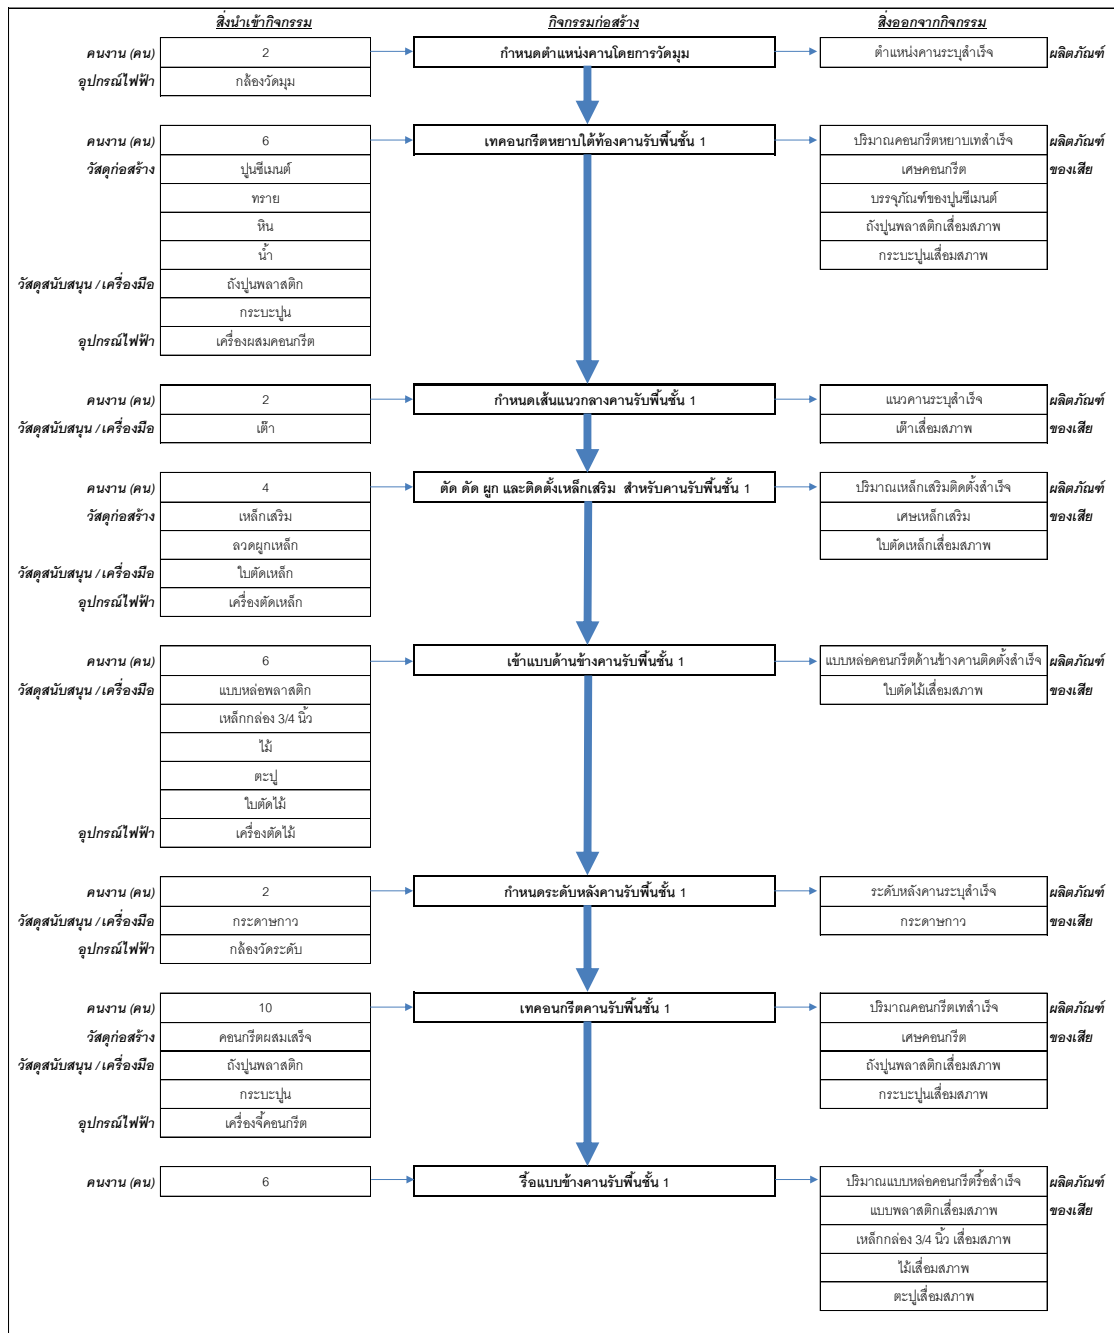 สิ่งนำเข้ากิจกรรม กิจกรรมก่อสร้าง สิ่งออกจากกิจกรรม
คนงาน (คน) 2 กำหนดตำแหน่งคานโดยการวัดมุม ตำแหน่งคานระบุสำเร็จ ผลิตภัณฑ์
อุปกรณ์ไฟฟ้า กล้องวัดมุม
คนงาน (คน) 6 เทคอนกรีตหยาบใต้ท้องคานรับพื้นชั้น 1 ปริมาณคอนกรีตหยาบเทสำเร็จ ผลิตภัณฑ์
วัสดุก่อสร้าง ปูนซีเมนต์ เศษคอนกรีต ของเสีย
ทราย บรรจุภัณฑ์ของปูนซีเมนต์
หิน ถังปูนพลาสติกเสื่อมสภาพ
น้ำ กระบะปูนเสื่อมสภาพ
วัสดุสนับสนุน / เครื่องมือ ถังปูนพลาสติก
กระบะปูน
อุปกรณ์ไฟฟ้า เครื่องผสมคอนกรีต
คนงาน (คน) 2 กำหนดเส้นแนวกลางคานรับพื้นชั้น 1 แนวคานระบุสำเร็จ ผลิตภัณฑ์
วัสดุสนับสนุน / เครื่องมือ เต๊า เต๊าเสื่อมสภาพ ของเสีย
คนงาน (คน) 4 ตัด ดัด ผูก และติดตั้งเหล็กเสริม สำหรับคานรับพื้นชั้น 1 ปริมาณเหล็กเสริมติดตั้งสำเร็จ ผลิตภัณฑ์
วัสดุก่อสร้าง เหล็กเสริม เศษเหล็กเสริม ของเสีย
ลวดผูกเหล็ก ใบตัดเหล็กเสื่อมสภาพ
วัสดุสนับสนุน / เครื่องมือ ใบตัดเหล็ก
อุปกรณ์ไฟฟ้า เครื่องตัดเหล็ก
คนงาน (คน) 6 เข้าแบบด้านข้างคานรับพื้นชั้น 1 แบบหล่อคอนกรีตด้านข้างคานติดตั้งสำเร็จ ผลิตภัณฑ์
วัสดุสนับสนุน / เครื่องมือ แบบหล่อพลาสติก ใบตัดไม้เสื่อมสภาพ ของเสีย
เหล็กกล่อง 3/4 นิ้ว
ไม้
ตะปู
ใบตัดไม้
อุปกรณ์ไฟฟ้า เครื่องตัดไม้
คนงาน (คน) 2 กำหนดระดับหลังคานรับพื้นชั้น 1 ระดับหลังคานระบุสำเร็จ ผลิตภัณฑ์
วัสดุสนับสนุน / เครื่องมือ กระดาษกาว กระดาษกาว ของเสีย
อุปกรณ์ไฟฟ้า กล้องวัดระดับ
คนงาน (คน) 10 เทคอนกรีตคานรับพื้นชั้น 1 ปริมาณคอนกรีตเทสำเร็จ ผลิตภัณฑ์
วัสดุก่อสร้าง คอนกรีตผสมเสร็จ เศษคอนกรีต ของเสีย
วัสดุสนับสนุน / เครื่องมือ ถังปูนพลาสติก ถังปูนพลาสติกเสื่อมสภาพ
กระบะปูน กระบะปูนเสื่อมสภาพ
อุปกรณ์ไฟฟ้า เครื่องจี้คอนกรีต
คนงาน (คน) 6 รื้อแบบข้างคานรับพื้นชั้น 1 ปริมาณแบบหล่อคอนกรีตรื้อสำเร็จ ผลิตภัณฑ์
แบบพลาสติกเสื่อมสภาพ ของเสีย
เหล็กกล่อง 3/4 นิ้ว เสื่อมสภาพ
ไม้เสื่อมสภาพ
ตะปูเสื่อมสภาพ